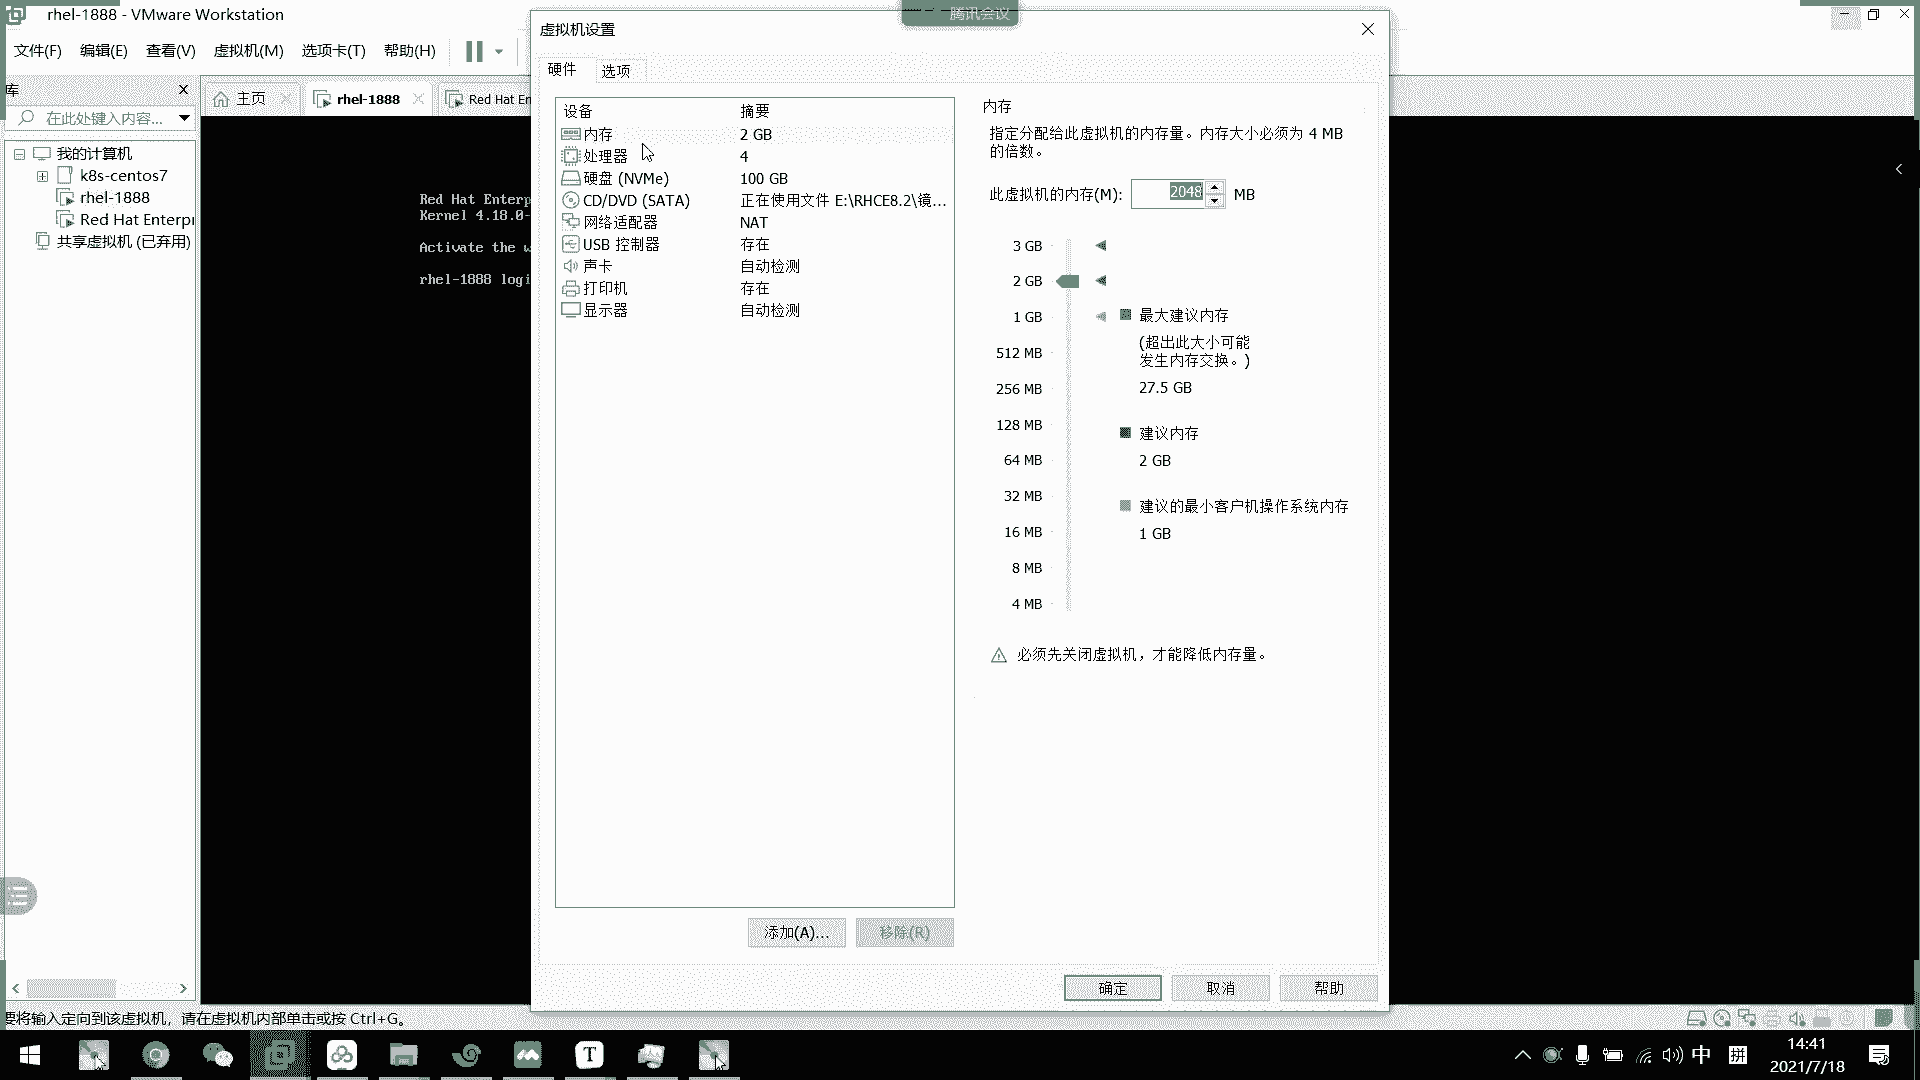 rhel-1888 - VMware Workstation
腾讯会议
文件(F) 编辑(E) 查看(V) 虚拟机(M) 选项卡(T) 帮助(H)
库
在此处键入内容...
我的计算机
k8s-centos7
rhel-1888
Red Hat Enterpr
共享虚拟机 (已弃用)
主页
rhel-1888
Red Hat En
Red Hat Enterp
Kernel 4.18.0-
Activate the w
rhel-1888 logi
虚拟机设置
硬件 选项
设备 摘要
内存 2 GB
处理器 4
硬盘 (NVMe) 100 GB
CD/DVD (SATA) 正在使用文件 E:\RHCE8.2\镜...
网络适配器 NAT
USB 控制器 存在
声卡 自动检测
打印机 存在
显示器 自动检测
添加(A)... 移除(R)
内存
指定分配给此虚拟机的内存量。内存大小必须为 4 MB
的倍数。
此虚拟机的内存(M): 2048 MB
3 GB
2 GB
1 GB
512 MB
256 MB
128 MB
64 MB
32 MB
16 MB
8 MB
4 MB
最大建议内存
(超出此大小可能
发生内存交换。)
27.5 GB
建议内存
2 GB
建议的最小客户机操作系统内存
1 GB
必须先关闭虚拟机，才能降低内存量。
确定 取消 帮助
要将输入定向到该虚拟机，请在虚拟机内部单击或按 Ctrl+G。
中
拼
14:41
2021/7/18